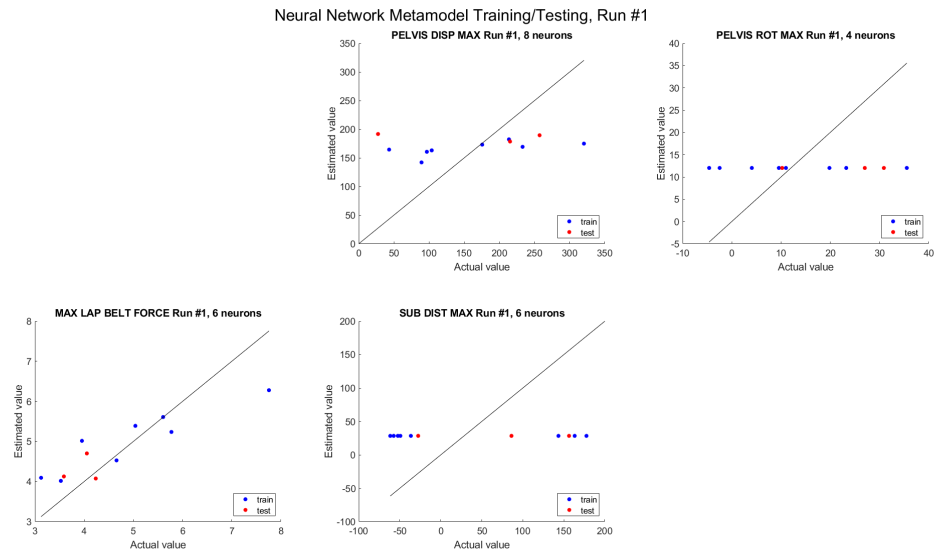 Neural Network Metamodel Training/Testing, Run #1
PELVIS DISP MAX Run #1, 8 neurons
350
300
250
200
150
100
50
0
Estimated value
0 50 100 150 200 250 300 350
Actual value
train
test
PELVIS ROT MAX Run #1, 4 neurons
40
35
30
25
20
15
10
5
0
-5
Estimated value
-10 0 10 20 30 40
Actual value
train
test
MAX LAP BELT FORCE Run #1, 6 neurons
8
7
6
5
4
3
Estimated value
3 4 5 6 7 8
Actual value
train
test
SUB DIST MAX Run #1, 6 neurons
200
150
100
50
0
-50
-100
Estimated value
-100 -50 0 50 100 150 200
Actual value
train
test